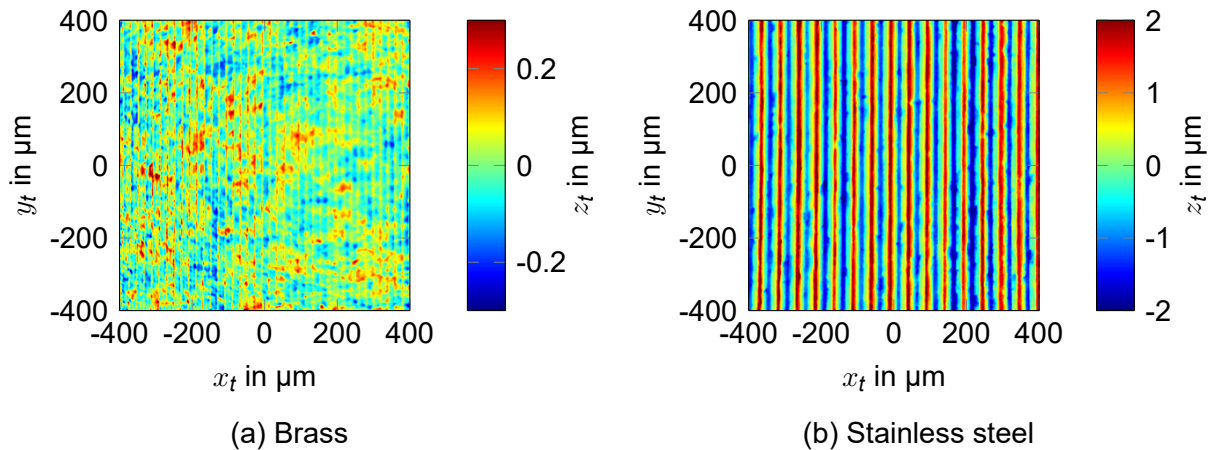 400
200
0
-200
-400
y_t in µm
-400 -200 0 200 400
x_t in µm
0.2
0
-0.2
z_t in µm
(a) Brass
400
200
0
-200
-400
y_t in µm
-400 -200 0 200 400
x_t in µm
2
1
0
-1
-2
z_t in µm
(b) Stainless steel